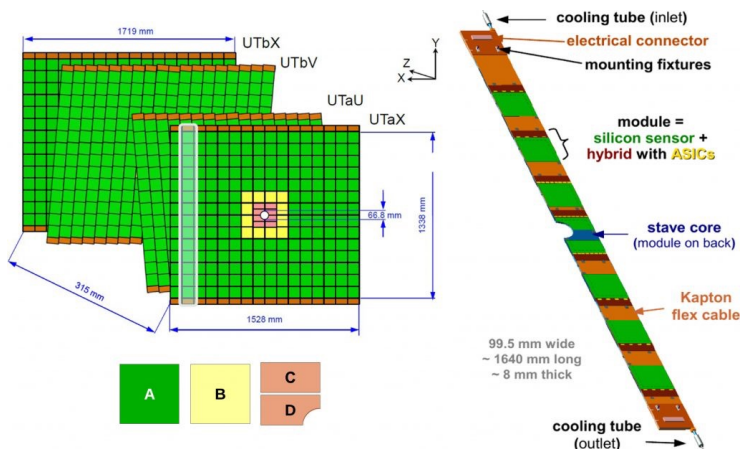 1719 mm
UTbX
UTbV
UTaU
UTaX
66.8 mm
1338 mm
315 mm
1528 mm
A
B
C
D
Y
Z
X
cooling tube (inlet)
electrical connector
mounting fixtures
module =
silicon sensor +
hybrid with ASICs
stave core
(module on back)
Kapton
flex cable
99.5 mm wide
~ 1640 mm long
~ 8 mm thick
cooling tube
(outlet)